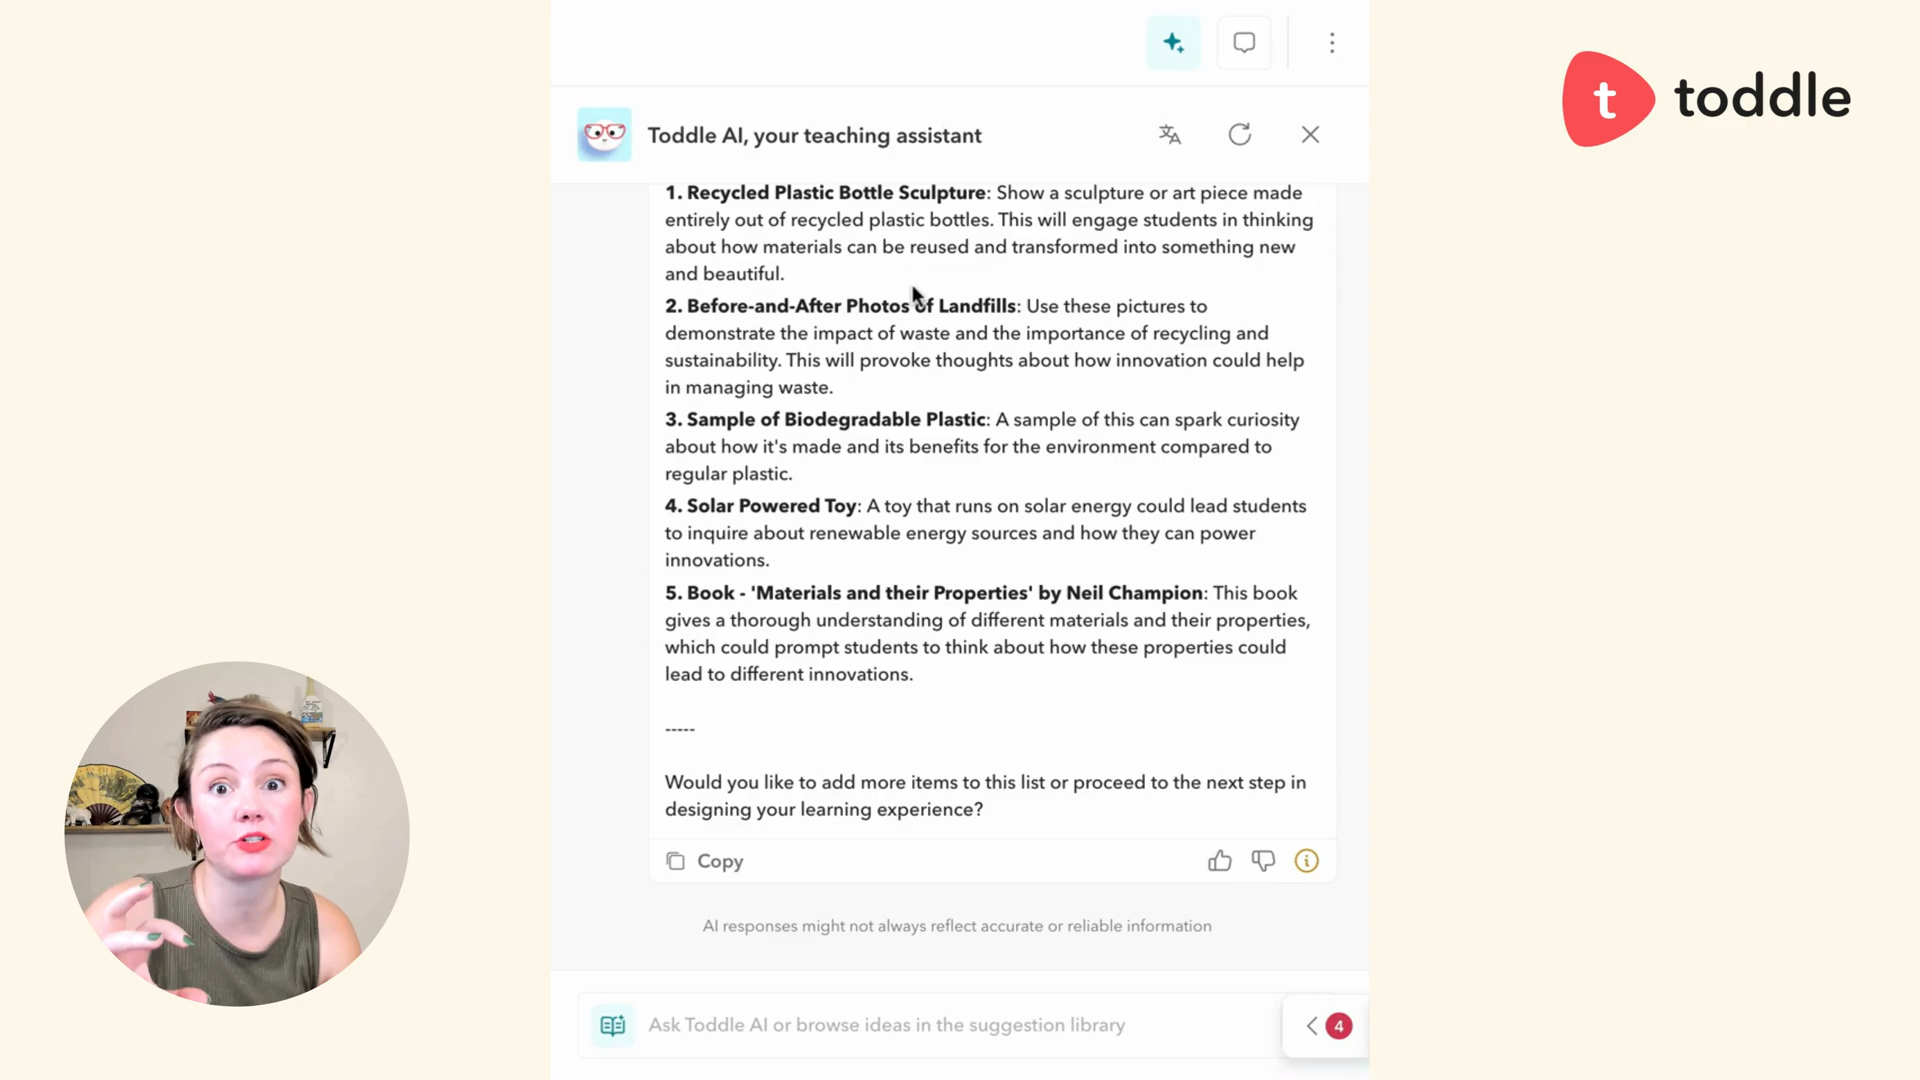 t toddle
Toddle AI, your teaching assistant
1. Recycled Plastic Bottle Sculpture: Show a sculpture or art piece made
entirely out of recycled plastic bottles. This will engage students in thinking
about how materials can be reused and transformed into something new
and beautiful.
2. Before-and-After Photos of Landfills: Use these pictures to
demonstrate the impact of waste and the importance of recycling and
sustainability. This will provoke thoughts about how innovation could help
in managing waste.
3. Sample of Biodegradable Plastic: A sample of this can spark curiosity
about how it's made and its benefits for the environment compared to
regular plastic.
4. Solar Powered Toy: A toy that runs on solar energy could lead students
to inquire about renewable energy sources and how they can power
innovations.
5. Book - 'Materials and their Properties' by Neil Champion: This book
gives a thorough understanding of different materials and their properties,
which could prompt students to think about how these properties could
lead to different innovations.
-----
Would you like to add more items to this list or proceed to the next step in
designing your learning experience?
Copy
AI responses might not always reflect accurate or reliable information
Ask Toddle AI or browse ideas in the suggestion library
4